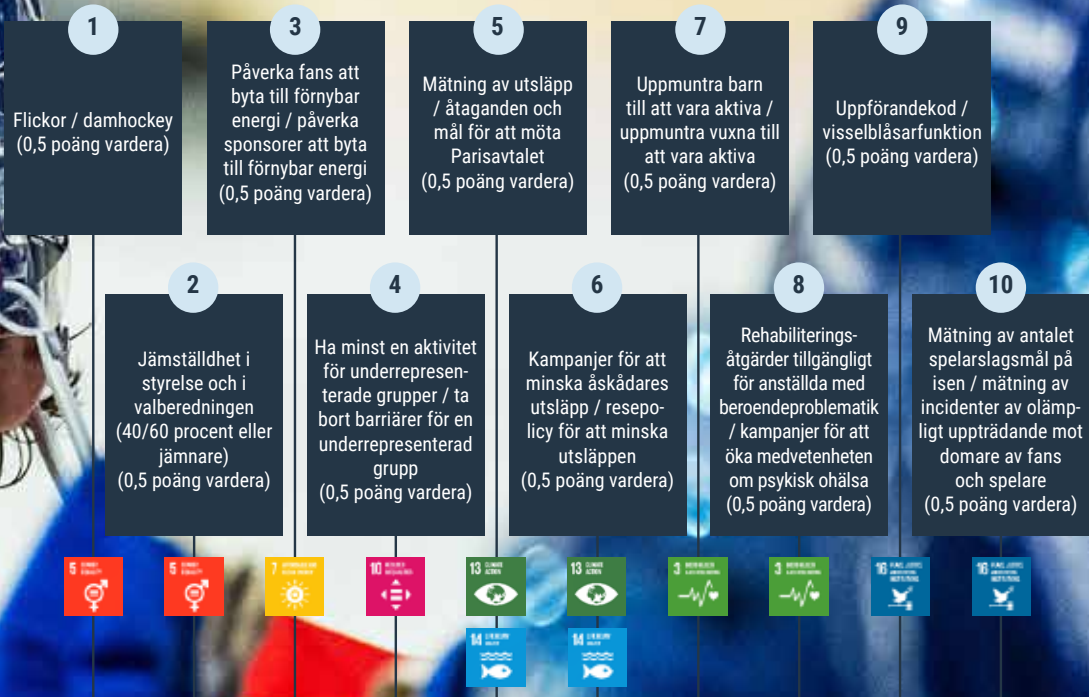 1
Flickor / damhockey
(0,5 poäng vardera)
2
Jämställdhet i
styrelse och i
valberedningen
(40/60 procent eller
jämnare)
(0,5 poäng vardera)
3
Påverka fans att
byta till förnybar
energi / påverka
sponsorer att byta
till förnybar energi
(0,5 poäng vardera)
4
Ha minst en aktivitet
för underrepresen-
terade grupper / ta
bort barriärer för en
underrepresenterad
grupp
(0,5 poäng vardera)
5
Mätning av utsläpp
/ åtaganden och
mål för att möta
Parisavtalet
(0,5 poäng vardera)
6
Kampanjer för att
minska åskådares
utsläpp / resepo-
licy för att minska
utsläppen
(0,5 poäng vardera)
7
Uppmuntra barn
till att vara aktiva /
uppmuntra vuxna till
att vara aktiva
(0,5 poäng vardera)
8
Rehabiliterings-
åtgärder tillgängligt
för anställda med
beroendeproblematik
/ kampanjer för att
öka medvetenheten
om psykisk ohälsa
(0,5 poäng vardera)
9
Uppförandekod /
visselblåsarfunktion
(0,5 poäng vardera)
10
Mätning av antalet
spelarslagsmål på
isen / mätning av
incidenter av olämp-
ligt uppträdande mot
domare av fans
och spelare
(0,5 poäng vardera)
5
5
7
10
13 CLIMATE
ACTION
13 CLIMATE
ACTION
3
3
16
16
14
14